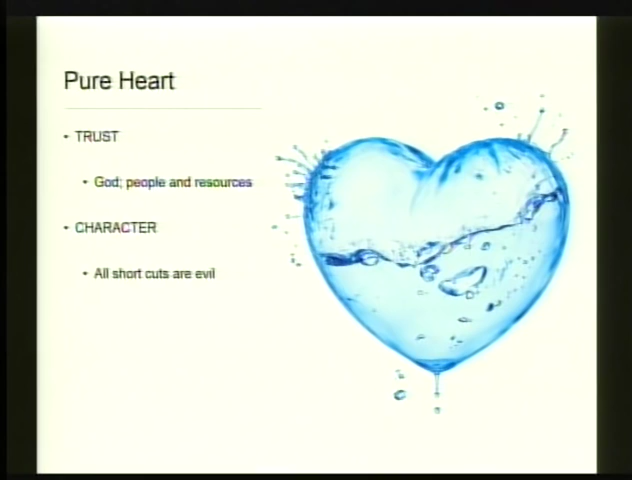 Pure Heart
• TRUST
• God; people and resources
• CHARACTER
• All short cuts are evil